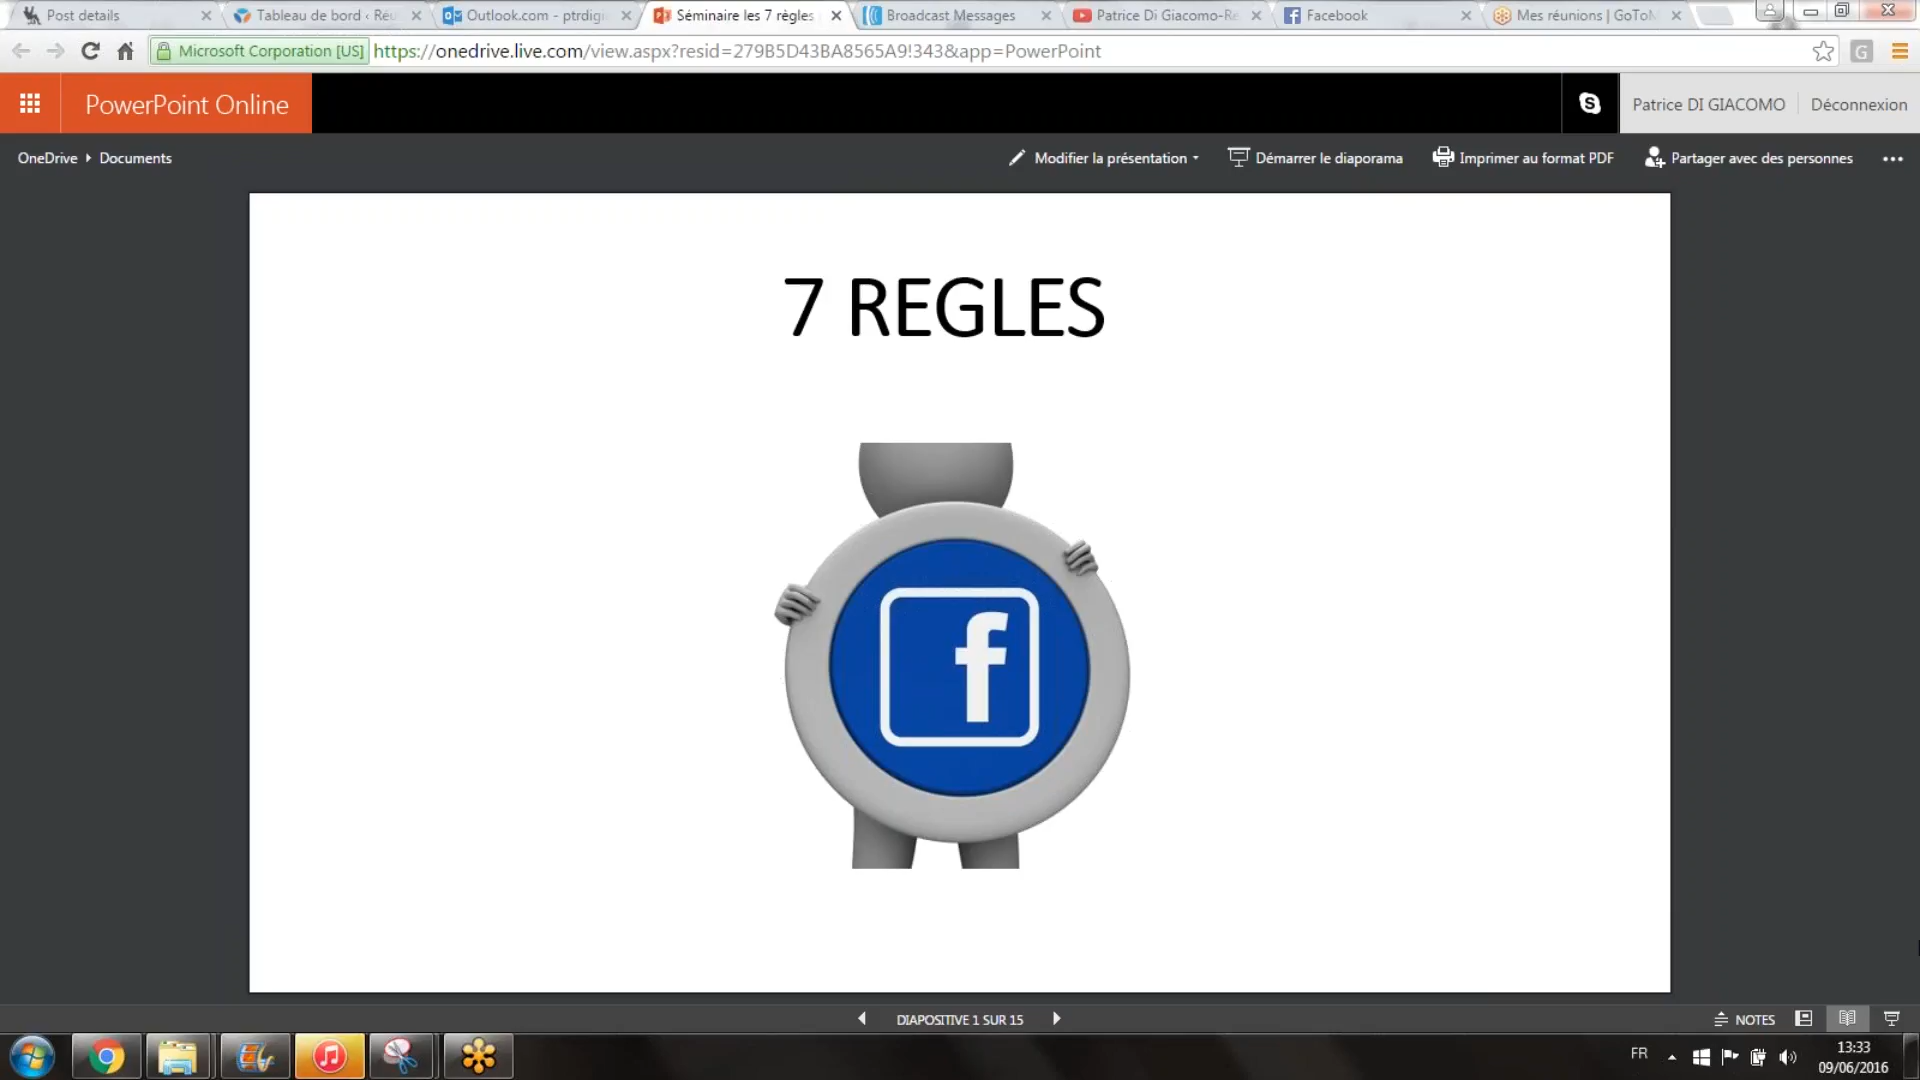 Post details
Tableau de bord ‹ Réu
Outlook.com - ptrdigi
Séminaire les 7 règles
Broadcast Messages
Patrice Di Giacomo-Re
Facebook
Mes réunions | GoToM
Microsoft Corporation [US] https://onedrive.live.com/view.aspx?resid=279B5D43BA8565A9!343&app=PowerPoint
PowerPoint Online
Patrice DI GIACOMO
Déconnexion
OneDrive Documents
Modifier la présentation
Démarrer le diaporama
Imprimer au format PDF
Partager avec des personnes
7 REGLES
f
DIAPOSITIVE 1 SUR 15
NOTES
FR
13:33
09/06/2016